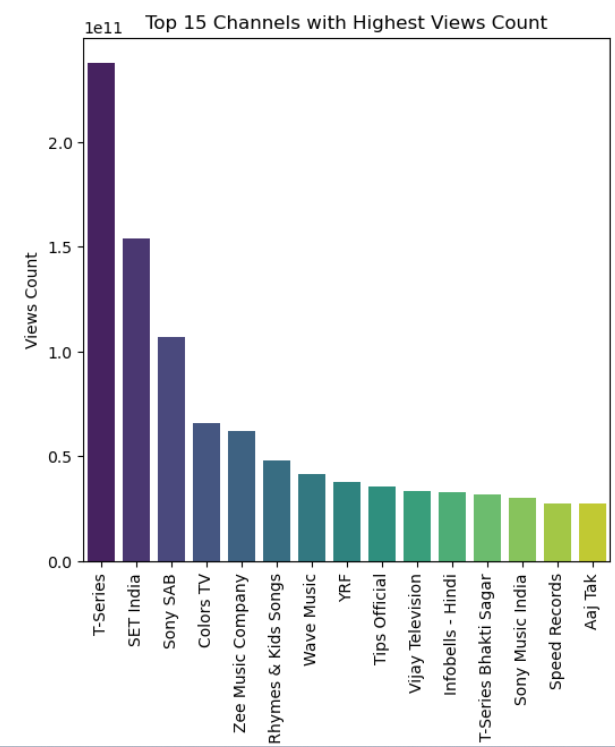 Top 15 Channels with Highest Views Count
1e11
Views Count
2.0
1.5
1.0
0.5
0.0
T-Series
SET India
Sony SAB
Colors TV
Zee Music Company
Rhymes & Kids Songs
Wave Music
YRF
Tips Official
Vijay Television
Infobells - Hindi
T-Series Bhakti Sagar
Sony Music India
Speed Records
Aaj Tak